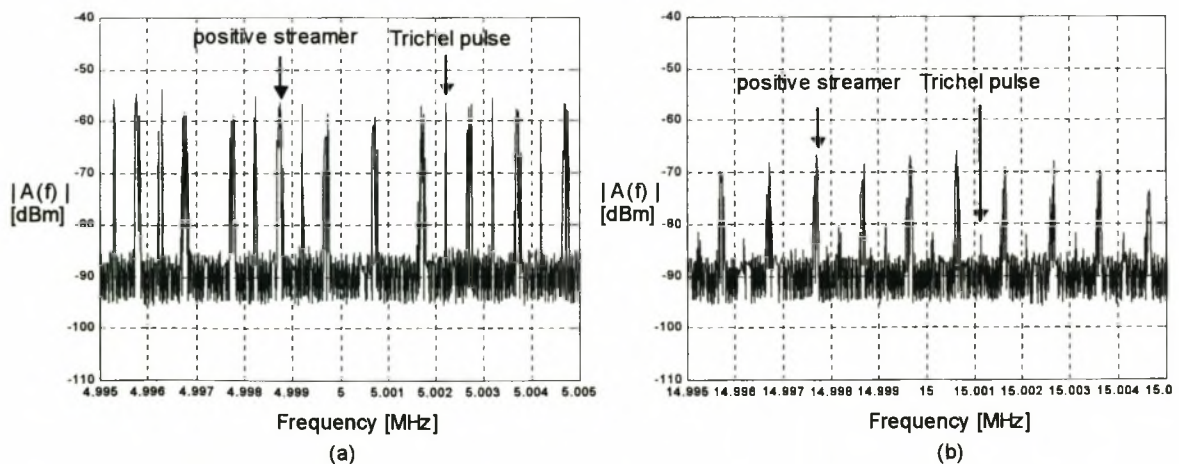 -40
-50
-60
-70
-80
-90
-100
-110
| A(f) |
[dBm]
positive streamer
Trichel pulse
4.995 4.996 4.997 4.998 4.999 5 5.001 5.002 5.003 5.004 5.005
Frequency [MHz]
(a)
-40
-50
-60
-70
-80
-90
-100
-110
| A(f) |
[dBm]
positive streamer
Trichel pulse
14.995 14.996 14.997 14.998 14.999 15 15.001 15.002 15.003 15.004 15.0
Frequency [MHz]
(b)